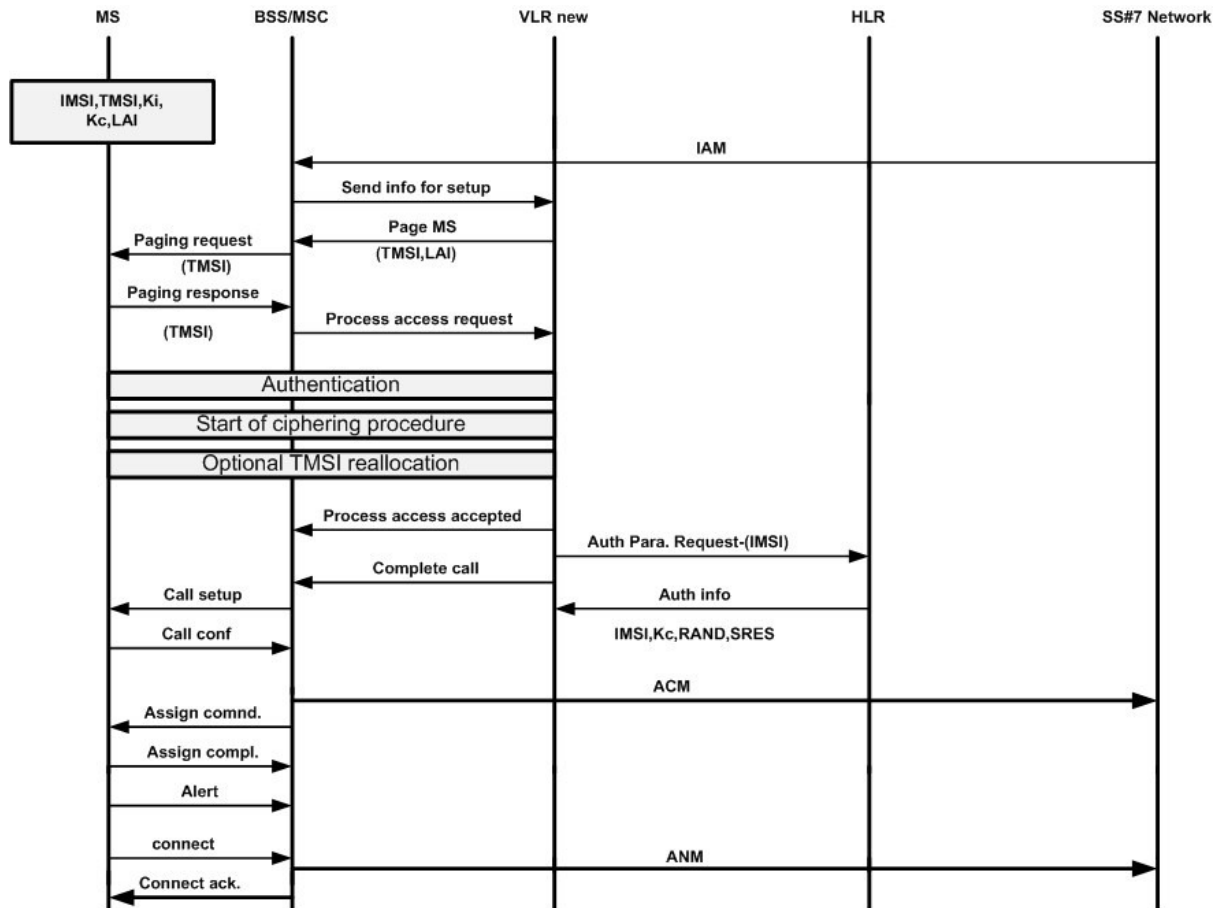 MS
BSS/MSC
VLR new
HLR
SS#7 Network
IMSI,TMSI,Ki,
Kc,LAI
IAM
Send info for setup
Page MS
(TMSI,LAI)
Paging request
(TMSI)
Paging response
(TMSI)
Process access request
Authentication
Start of ciphering procedure
Optional TMSI reallocation
Process access accepted
Auth Para. Request-(IMSI)
Complete call
Call setup
Auth info
Call conf
IMSI,Kc,RAND,SRES
ACM
Assign comnd.
Assign compl.
Alert
connect
ANM
Connect ack.